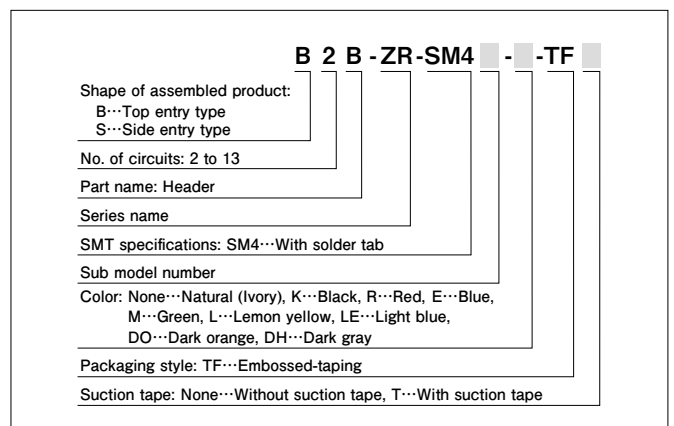 B 2 B -ZR-SM4 - -TF
Shape of assembled product:
B···Top entry type
S···Side entry type
No. of circuits: 2 to 13
Part name: Header
Series name
SMT specifications: SM4···With solder tab
Sub model number
Color: None···Natural (Ivory), K···Black, R···Red, E···Blue,
M···Green, L···Lemon yellow, LE···Light blue,
DO···Dark orange, DH···Dark gray
Packaging style: TF···Embossed-taping
Suction tape: None···Without suction tape, T···With suction tape